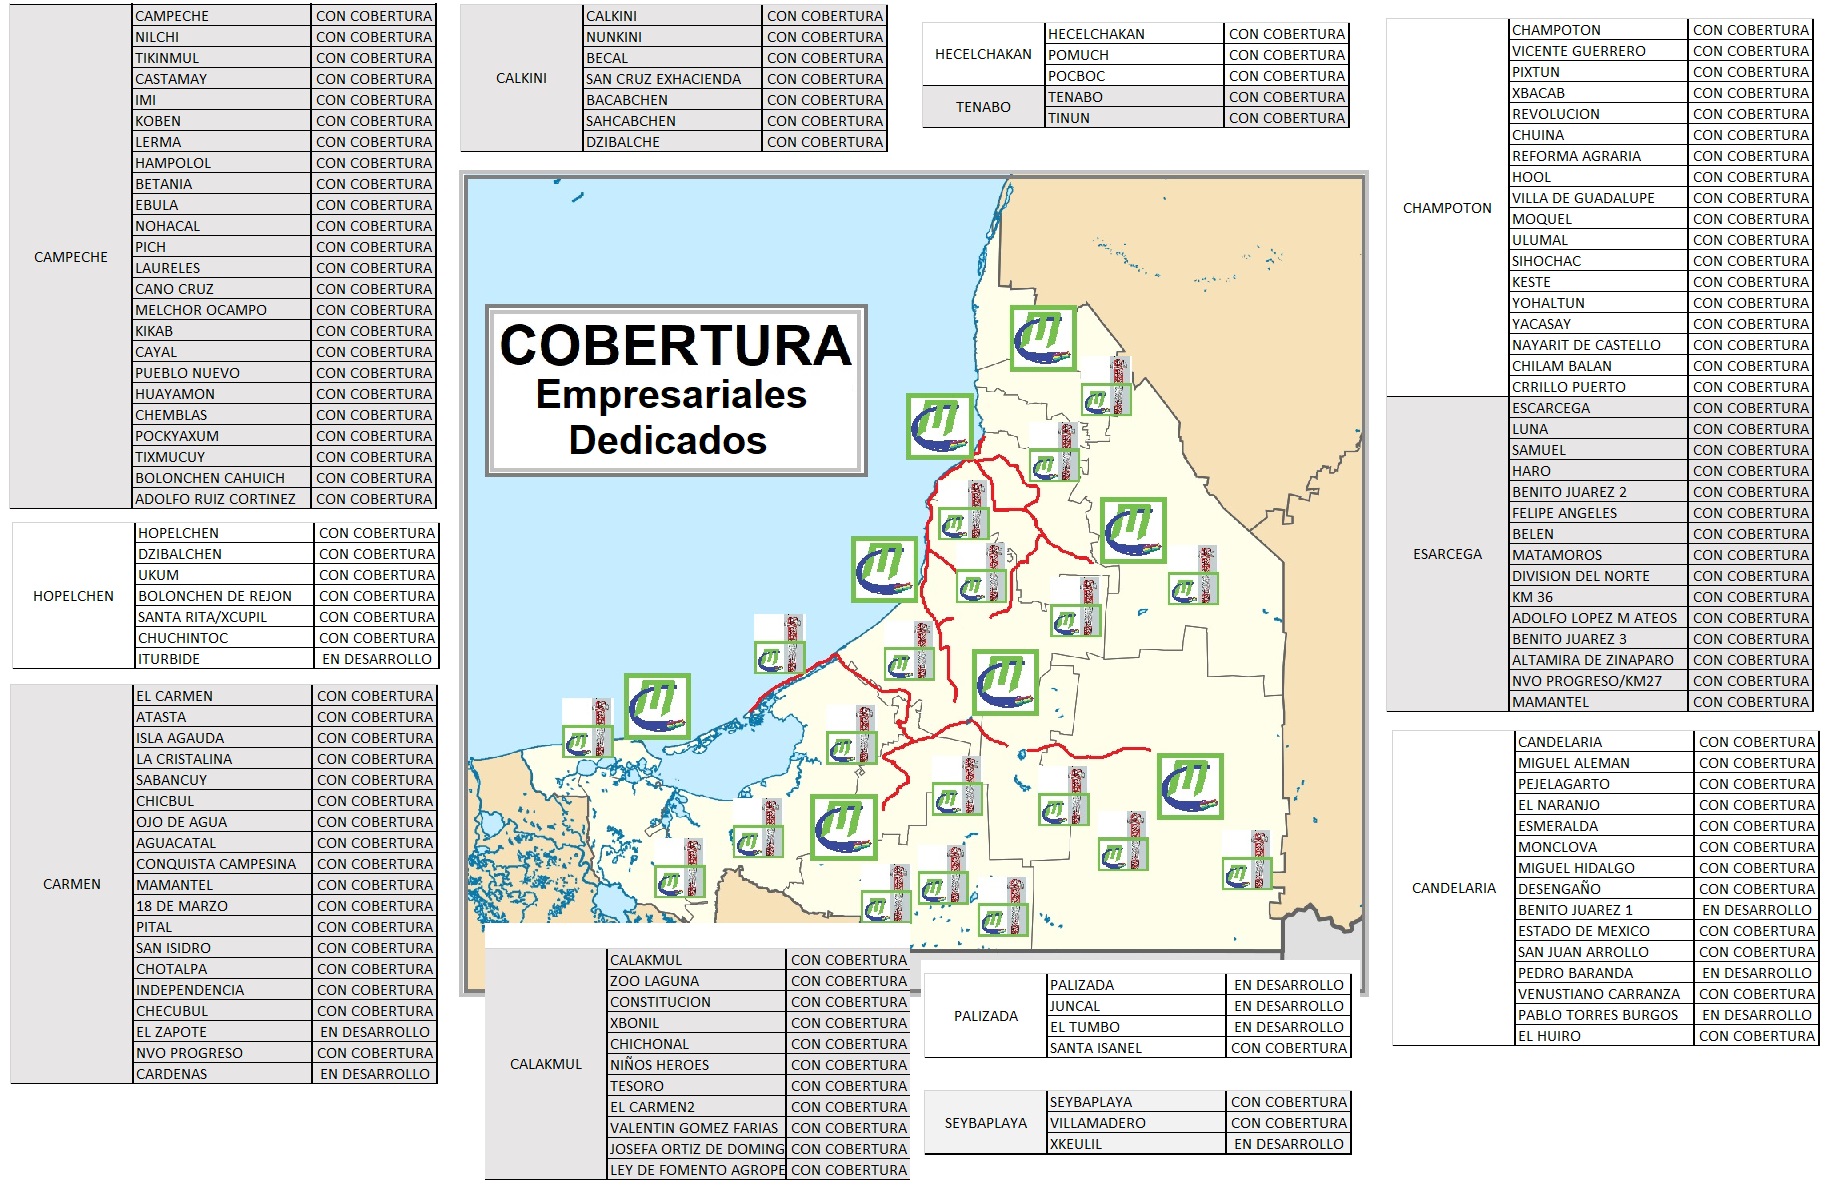 CAMPECHE
CAMPECHE CON COBERTURA
NILCHI CON COBERTURA
TIKINMUL CON COBERTURA
CASTAMAY CON COBERTURA
IMI CON COBERTURA
KOBEN CON COBERTURA
LERMA CON COBERTURA
HAMPOLOL CON COBERTURA
BETANIA CON COBERTURA
EBULA CON COBERTURA
NOHACAL CON COBERTURA
PICH CON COBERTURA
LAURELES CON COBERTURA
CANO CRUZ CON COBERTURA
MELCHOR OCAMPO CON COBERTURA
KIKAB CON COBERTURA
CAYAL CON COBERTURA
PUEBLO NUEVO CON COBERTURA
HUAYAMON CON COBERTURA
CHEMBLAS CON COBERTURA
POCKYAXUM CON COBERTURA
TIXMUCUY CON COBERTURA
BOLONCHEN CAHUICH CON COBERTURA
ADOLFO RUIZ CORTINEZ CON COBERTURA
HOPELCHEN
HOPELCHEN CON COBERTURA
DZIBALCHEN CON COBERTURA
UKUM CON COBERTURA
BOLONCHEN DE REJON CON COBERTURA
SANTA RITA/XCUPIL CON COBERTURA
CHUCHINTOC CON COBERTURA
ITURBIDE EN DESARROLLO
CARMEN
EL CARMEN CON COBERTURA
ATASTA CON COBERTURA
ISLA AGAUDA CON COBERTURA
LA CRISTALINA CON COBERTURA
SABANCUY CON COBERTURA
CHICBUL CON COBERTURA
OJO DE AGUA CON COBERTURA
AGUACATAL CON COBERTURA
CONQUISTA CAMPESINA CON COBERTURA
MAMANTEL CON COBERTURA
18 DE MARZO CON COBERTURA
PITAL CON COBERTURA
SAN ISIDRO CON COBERTURA
CHOTALPA CON COBERTURA
INDEPENDENCIA CON COBERTURA
CHECUBUL CON COBERTURA
EL ZAPOTE EN DESARROLLO
NVO PROGRESO CON COBERTURA
CARDENAS EN DESARROLLO
CALKINI
CALKINI CON COBERTURA
NUNKINI CON COBERTURA
BECAL CON COBERTURA
SAN CRUZ EXHACIENDA CON COBERTURA
BACABCHEN CON COBERTURA
SAHCABCHEN CON COBERTURA
DZIBALCHE CON COBERTURA
HECELCHAKAN
HECELCHAKAN CON COBERTURA
POMUCH CON COBERTURA
POCBOC CON COBERTURA
TENABO
TENABO CON COBERTURA
TINUN CON COBERTURA
COBERTURA
Empresariales
Dedicados
CALAKMUL
CALAKMUL CON COBERTURA
ZOO LAGUNA CON COBERTURA
CONSTITUCION CON COBERTURA
XBONIL CON COBERTURA
CHICHONAL CON COBERTURA
NIÑOS HEROES CON COBERTURA
TESORO CON COBERTURA
EL CARMEN2 CON COBERTURA
VALENTIN GOMEZ FARIAS CON COBERTURA
JOSEFA ORTIZ DE DOMING CON COBERTURA
LEY DE FOMENTO AGROPE CON COBERTURA
PALIZADA
PALIZADA EN DESARROLLO
JUNCAL EN DESARROLLO
EL TUMBO EN DESARROLLO
SANTA ISANEL CON COBERTURA
SEYBAPLAYA
SEYBAPLAYA CON COBERTURA
VILLAMADERO CON COBERTURA
XKEULIL EN DESARROLLO
CHAMPOTON
CHAMPOTON CON COBERTURA
VICENTE GUERRERO CON COBERTURA
PIXTUN CON COBERTURA
XBACAB CON COBERTURA
REVOLUCION CON COBERTURA
CHUINA CON COBERTURA
REFORMA AGRARIA CON COBERTURA
HOOL CON COBERTURA
VILLA DE GUADALUPE CON COBERTURA
MOQUEL CON COBERTURA
ULUMAL CON COBERTURA
SIHOCHAC CON COBERTURA
KESTE CON COBERTURA
YOHALTUN CON COBERTURA
YACASAY CON COBERTURA
NAYARIT DE CASTELLO CON COBERTURA
CHILAM BALAN CON COBERTURA
CRRILLO PUERTO CON COBERTURA
ESARCEGA
ESCARCEGA CON COBERTURA
LUNA CON COBERTURA
SAMUEL CON COBERTURA
HARO CON COBERTURA
BENITO JUAREZ 2 CON COBERTURA
FELIPE ANGELES CON COBERTURA
BELEN CON COBERTURA
MATAMOROS CON COBERTURA
DIVISION DEL NORTE CON COBERTURA
KM 36 CON COBERTURA
ADOLFO LOPEZ M ATEOS CON COBERTURA
BENITO JUAREZ 3 CON COBERTURA
ALTAMIRA DE ZINAPARO CON COBERTURA
NVO PROGRESO/KM27 CON COBERTURA
MAMANTEL CON COBERTURA
CANDELARIA
CANDELARIA CON COBERTURA
MIGUEL ALEMAN CON COBERTURA
PEJELAGARTO CON COBERTURA
EL NARANJO CON COBERTURA
ESMERALDA CON COBERTURA
MONCLOVA CON COBERTURA
MIGUEL HIDALGO CON COBERTURA
DESENGAÑO CON COBERTURA
BENITO JUAREZ 1 EN DESARROLLO
ESTADO DE MEXICO CON COBERTURA
SAN JUAN ARROLLO CON COBERTURA
PEDRO BARANDA EN DESARROLLO
VENUSTIANO CARRANZA CON COBERTURA
PABLO TORRES BURGOS EN DESARROLLO
EL HUIRO CON COBERTURA